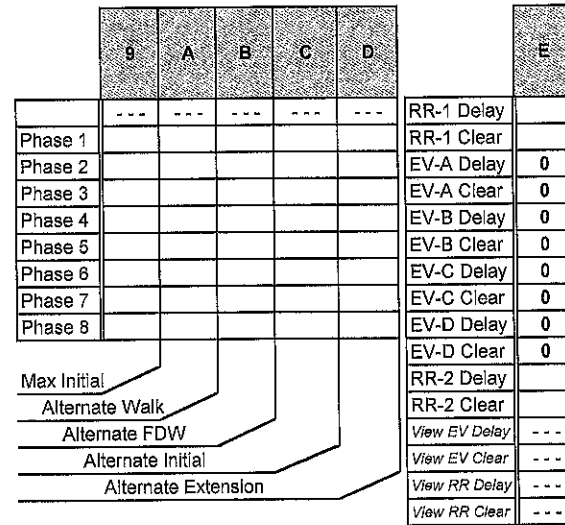 9 A B C D E
--- --- --- --- --- RR-1 Delay
Phase 1 RR-1 Clear
Phase 2 EV-A Delay 0
Phase 3 EV-A Clear 0
Phase 4 EV-B Delay 0
Phase 5 EV-B Clear 0
Phase 6 EV-C Delay 0
Phase 7 EV-C Clear 0
Phase 8 EV-D Delay 0
EV-D Clear 0
Max Initial RR-2 Delay
Alternate Walk RR-2 Clear
Alternate FDW View EV Delay ---
Alternate Initial View EV Clear ---
Alternate Extension View RR Delay ---
View RR Clear ---